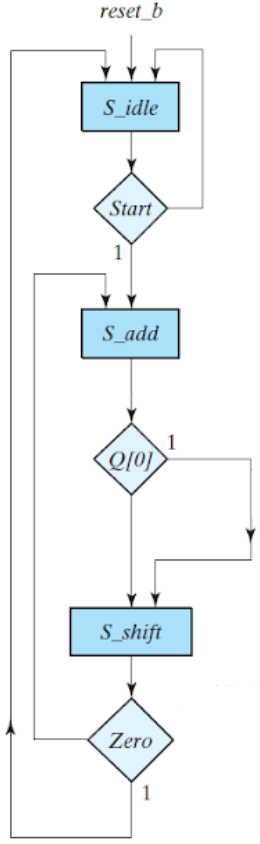 reset_b
S_idle
Start
1
S_add
1
Q[0]
S_shift
Zero
1